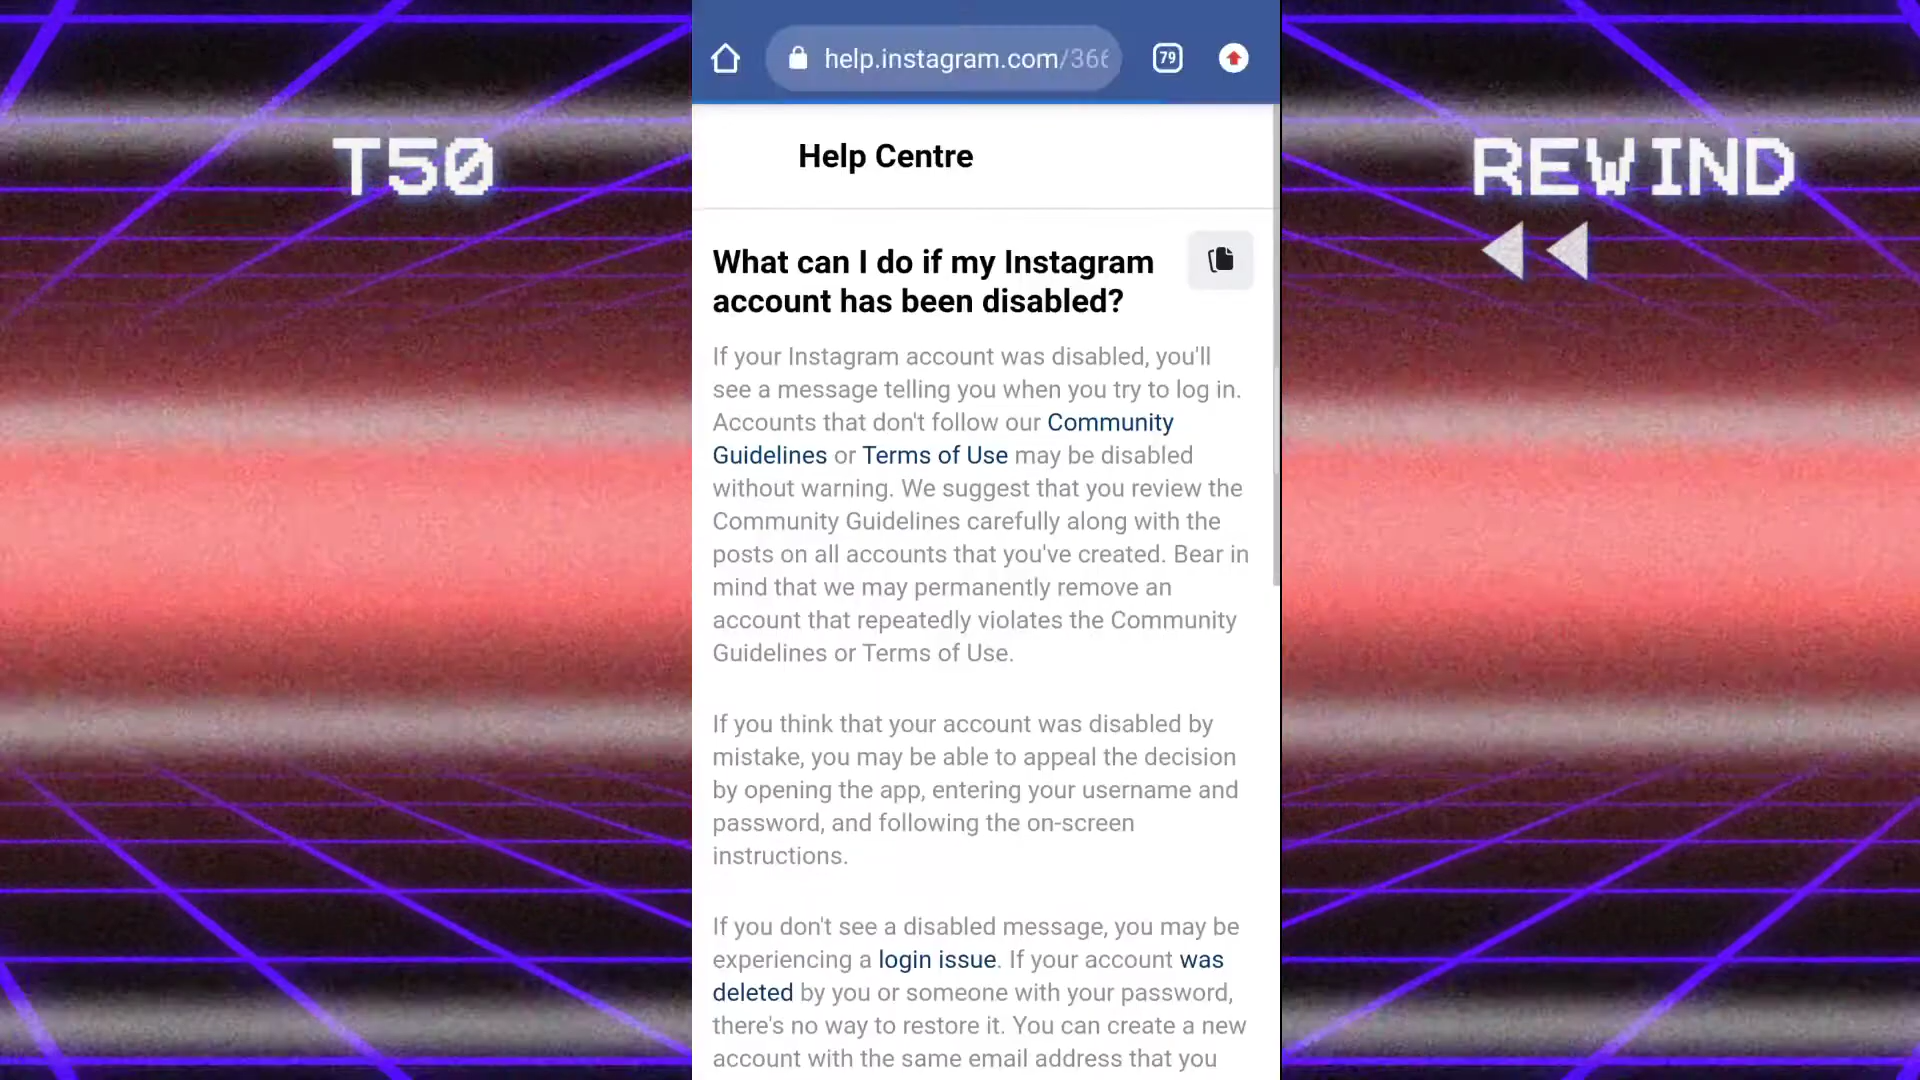 T50
REWIND
help.instagram.com/366
79
Help Centre
What can I do if my Instagram
account has been disabled?
If your Instagram account was disabled, you'll
see a message telling you when you try to log in.
Accounts that don't follow our Community
Guidelines or Terms of Use may be disabled
without warning. We suggest that you review the
Community Guidelines carefully along with the
posts on all accounts that you've created. Bear in
mind that we may permanently remove an
account that repeatedly violates the Community
Guidelines or Terms of Use.
If you think that your account was disabled by
mistake, you may be able to appeal the decision
by opening the app, entering your username and
password, and following the on-screen
instructions.
If you don't see a disabled message, you may be
experiencing a login issue. If your account was
deleted by you or someone with your password,
there's no way to restore it. You can create a new
account with the same email address that you